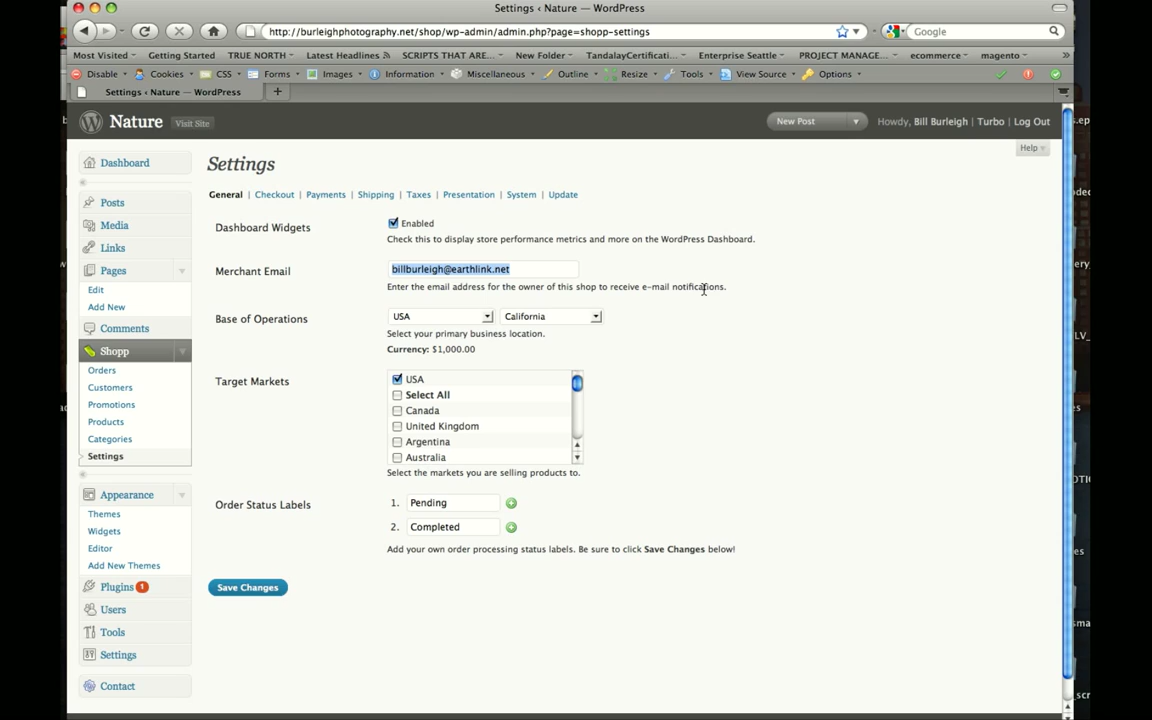 Settings ‹ Nature — WordPress
http://burleighphotography.net/shop/wp-admin/admin.php?page=shopp-settings
Google
Most Visited Getting Started TRUE NORTH Latest Headlines SCRIPTS THAT ARE... New Folder TandalayCertificati... Enterprise Seattle PROJECT MANAGE... ecommerce magento »
Disable Cookies CSS Forms Images Information Miscellaneous Outline Resize Tools View Source Options
Settings ‹ Nature — WordPress
Nature Visit Site New Post Howdy, Bill Burleigh | Turbo | Log Out
Help
Dashboard
Posts
Media
Links
Pages
Edit
Add New
Comments
Shopp
Orders
Customers
Promotions
Products
Categories
Settings
Appearance
Themes
Widgets
Editor
Add New Themes
Plugins 1
Users
Tools
Settings
Contact
Settings
General | Checkout | Payments | Shipping | Taxes | Presentation | System | Update
Dashboard Widgets Enabled
Check this to display store performance metrics and more on the WordPress Dashboard.
Merchant Email billburleigh@earthlink.net
Enter the email address for the owner of this shop to receive e-mail notifications.
Base of Operations USA California
Select your primary business location.
Currency: $1,000.00
Target Markets USA
Select All
Canada
United Kingdom
Argentina
Australia
Select the markets you are selling products to.
Order Status Labels 1. Pending
2. Completed
Add your own order processing status labels. Be sure to click Save Changes below!
Save Changes